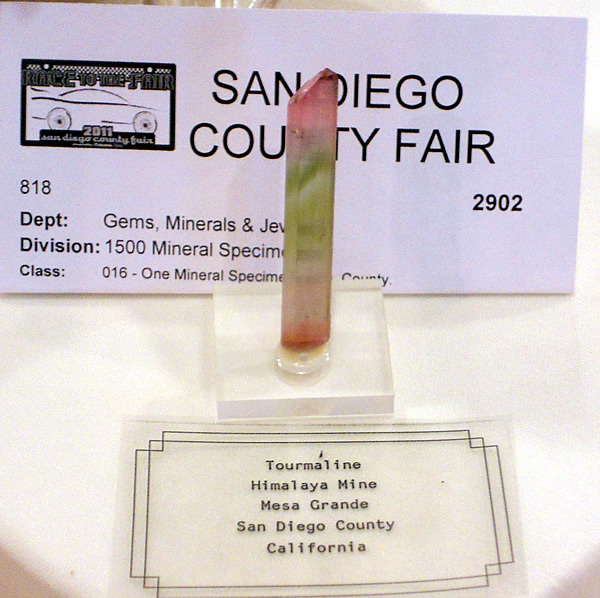 RACE TO THE FAIR
2011
san diego county fair
SAN DIEGO
COUNTY FAIR
818
2902
Dept: Gems, Minerals & Jew
Division: 1500 Mineral Specim
Class: 016 - One Mineral Specime County.
Tourmaline
Himalaya Mine
Mesa Grande
San Diego County
California